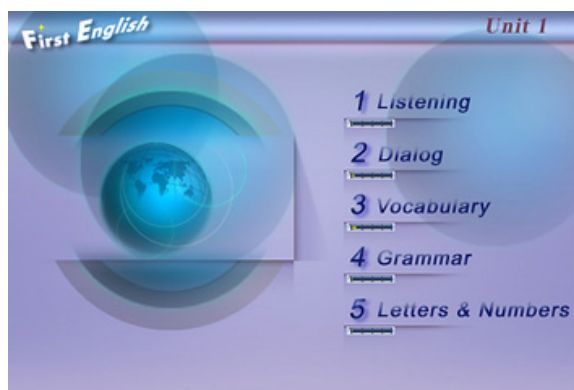 First English
Unit 1
1 Listening
2 Dialog
3 Vocabulary
4 Grammar
5 Letters & Numbers